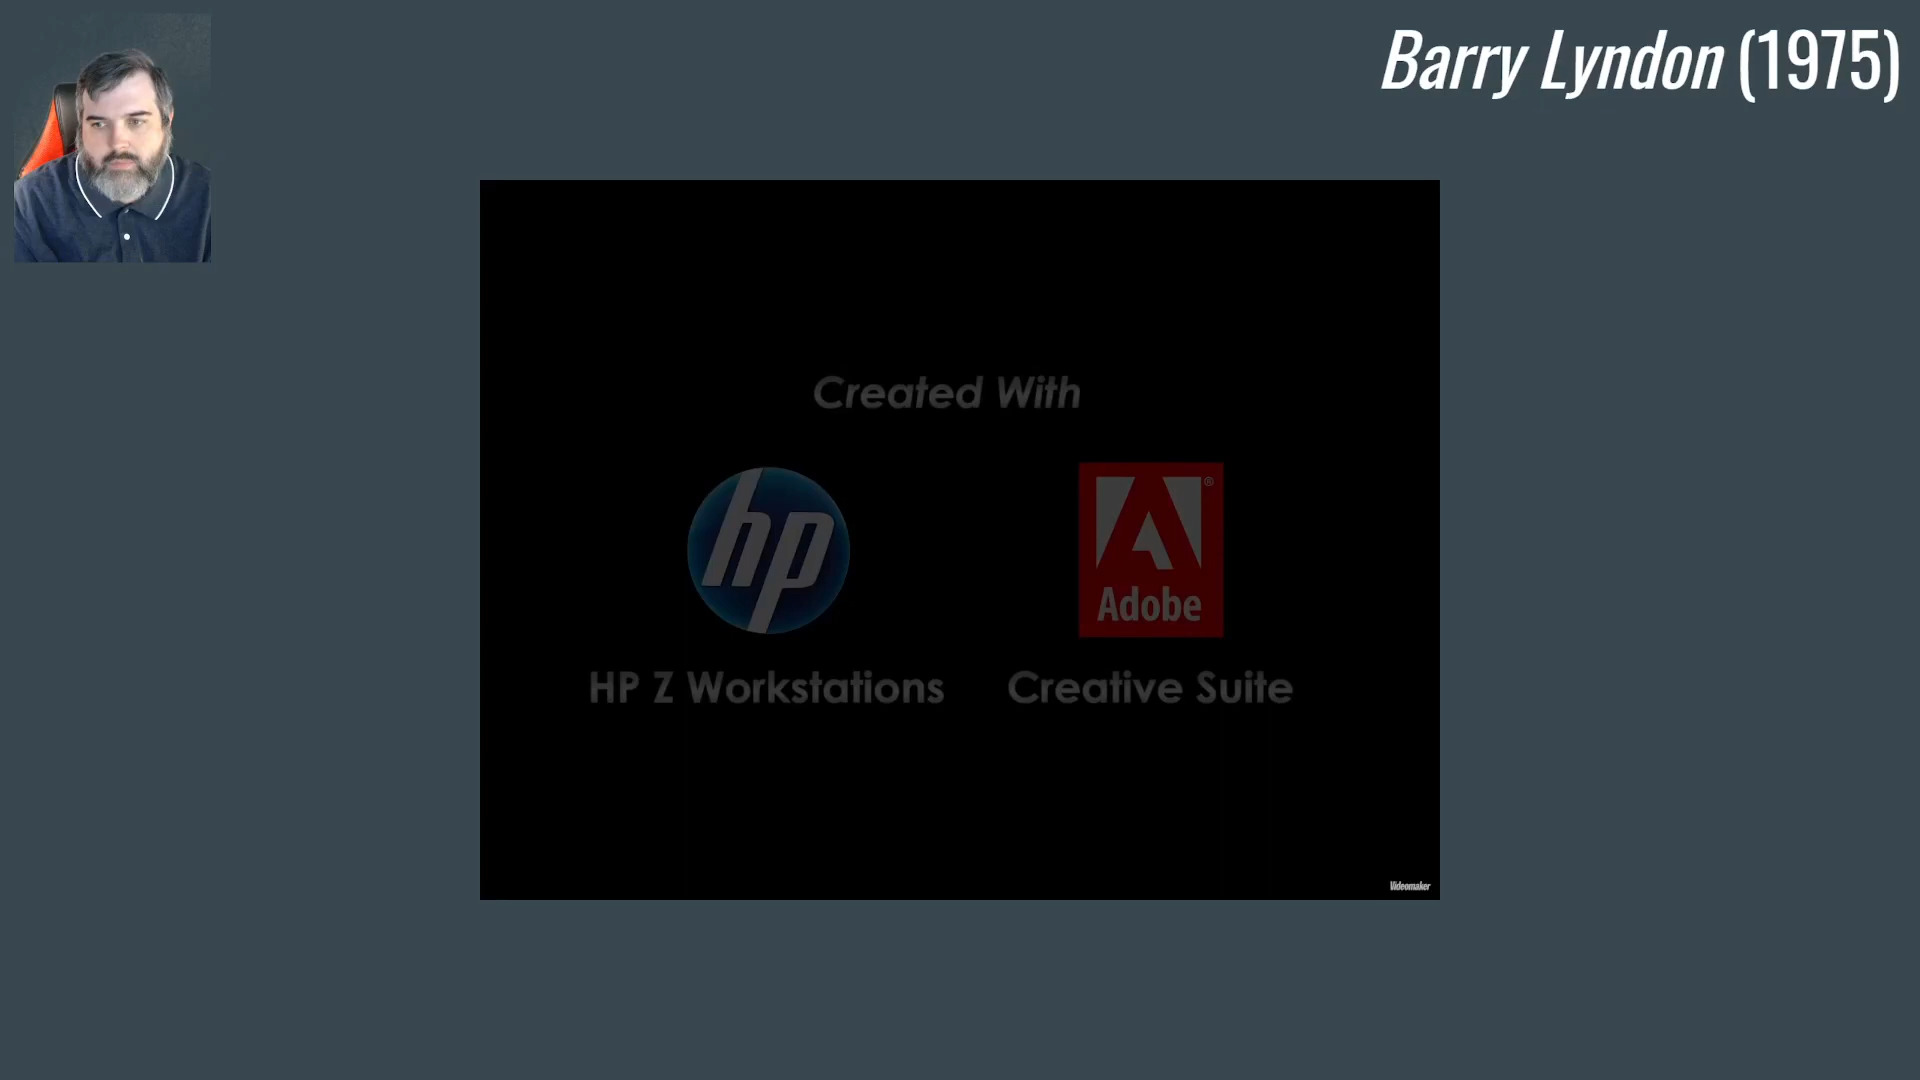 Barry Lyndon (1975)
Created With
hp
Adobe®
HP Z Workstations
Creative Suite
Videomaker